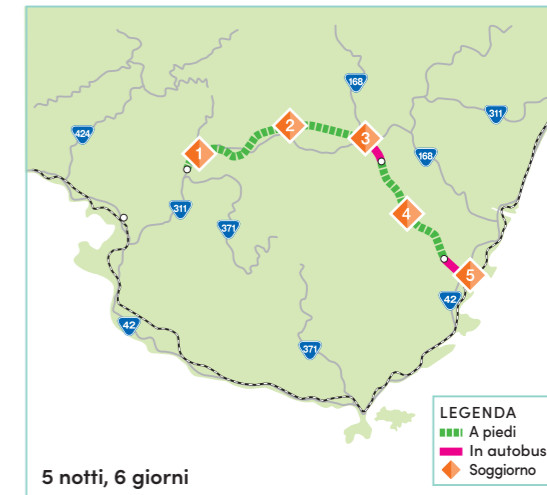 168
311
424
2
3
1
168
311
371
4
5
42
42
371
LEGENDA
A piedi
In autobus
Soggiorno
5 notti, 6 giorni